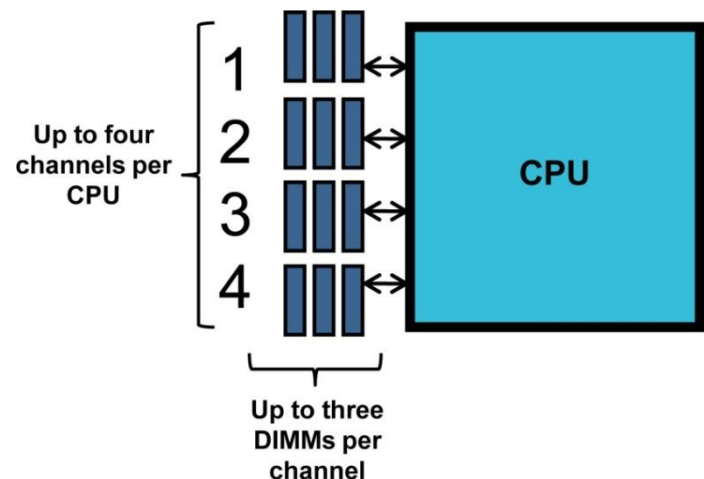 1
2
3
4
Up to four
channels per
CPU
CPU
Up to three
DIMMs per
channel